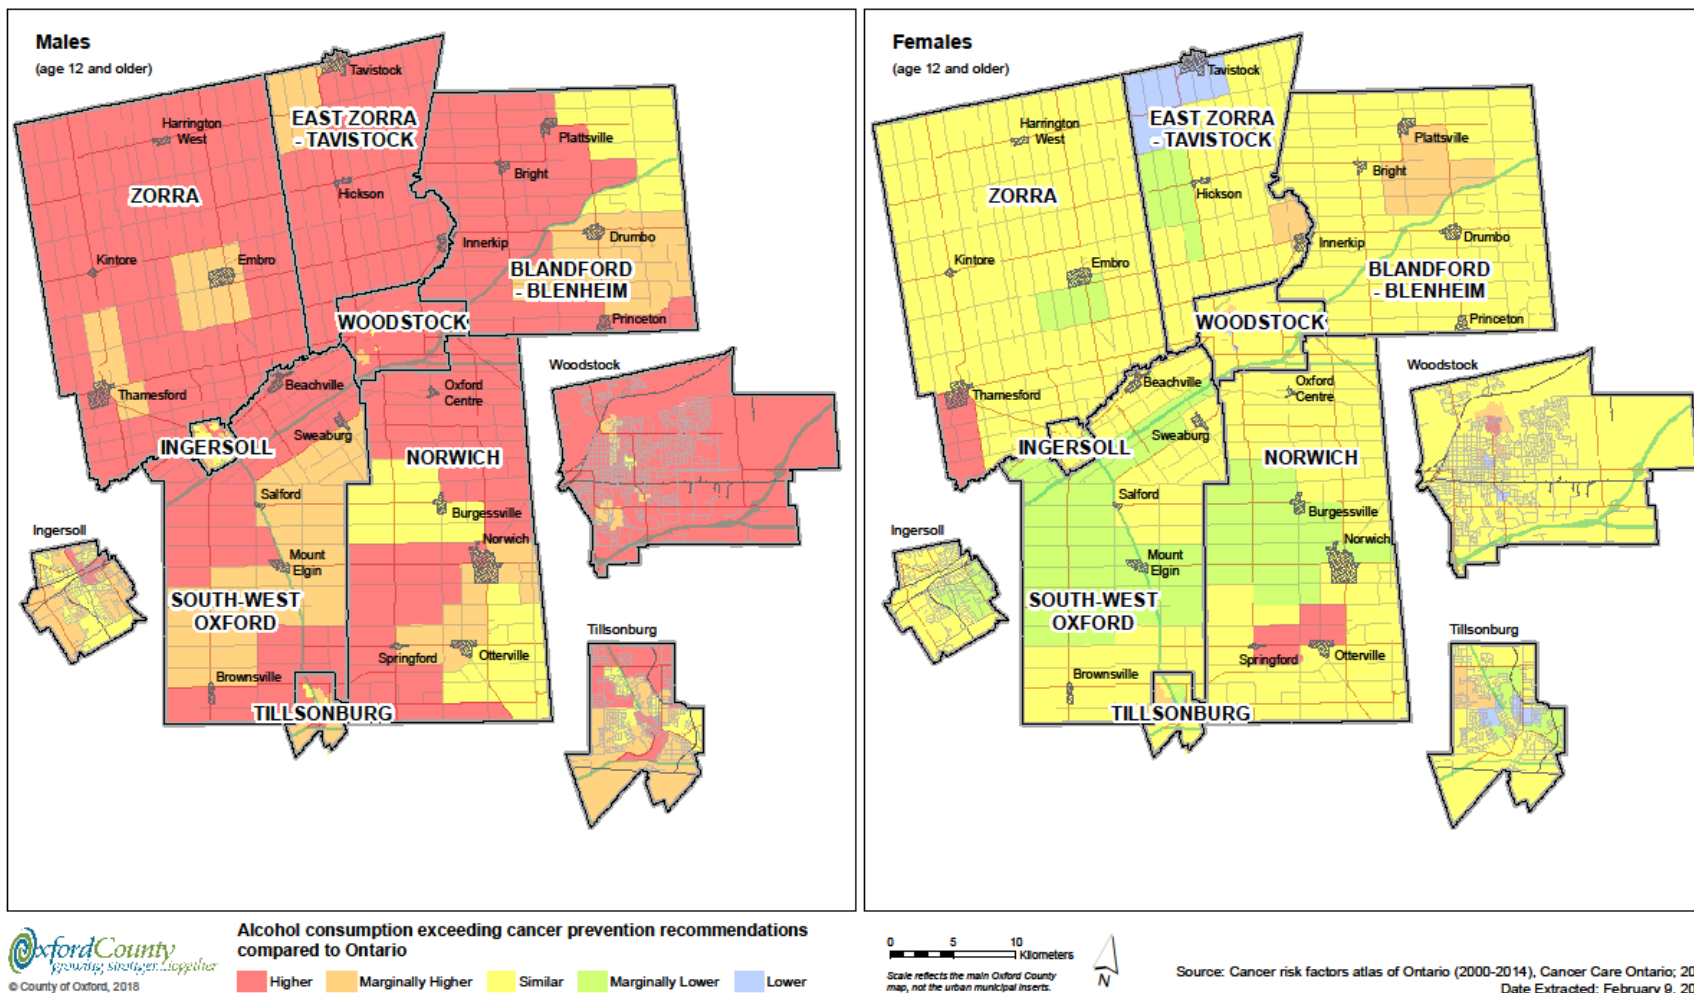 Males
(age 12 and older)
Tavistock
EAST ZORRA
- TAVISTOCK
Harrington
West
Plattsville
Bright
ZORRA
Hickson
Innerkip
Drumbo
Kintore
Embro
BLANDFORD
- BLENHEIM
WOODSTOCK
Princeton
Thamesford
Beachville
Oxford
Centre
Sweaburg
INGERSOLL
NORWICH
Salford
Burgessville
Norwich
Mount
Elgin
SOUTH-WEST
OXFORD
Springford
Otterville
Brownsville
TILLSONBURG
Woodstock
Ingersoll
Tillsonburg
Females
(age 12 and older)
Tavistock
EAST ZORRA
- TAVISTOCK
Harrington
West
Plattsville
Bright
ZORRA
Hickson
Innerkip
Drumbo
Kintore
Embro
BLANDFORD
- BLENHEIM
WOODSTOCK
Princeton
Thamesford
Beachville
Oxford
Centre
Sweaburg
INGERSOLL
NORWICH
Salford
Burgessville
Norwich
Mount
Elgin
SOUTH-WEST
OXFORD
Springford
Otterville
Brownsville
TILLSONBURG
Woodstock
Ingersoll
Tillsonburg
OxfordCounty
growing stronger...together
© County of Oxford, 2018
Alcohol consumption exceeding cancer prevention recommendations
compared to Ontario
Higher Marginally Higher Similar Marginally Lower Lower
0 5 10
Kilometers
Scale reflects the main Oxford County
map, not the urban municipal inserts.
N
Source: Cancer risk factors atlas of Ontario (2000-2014), Cancer Care Ontario; 20
Date Extracted: February 9, 20